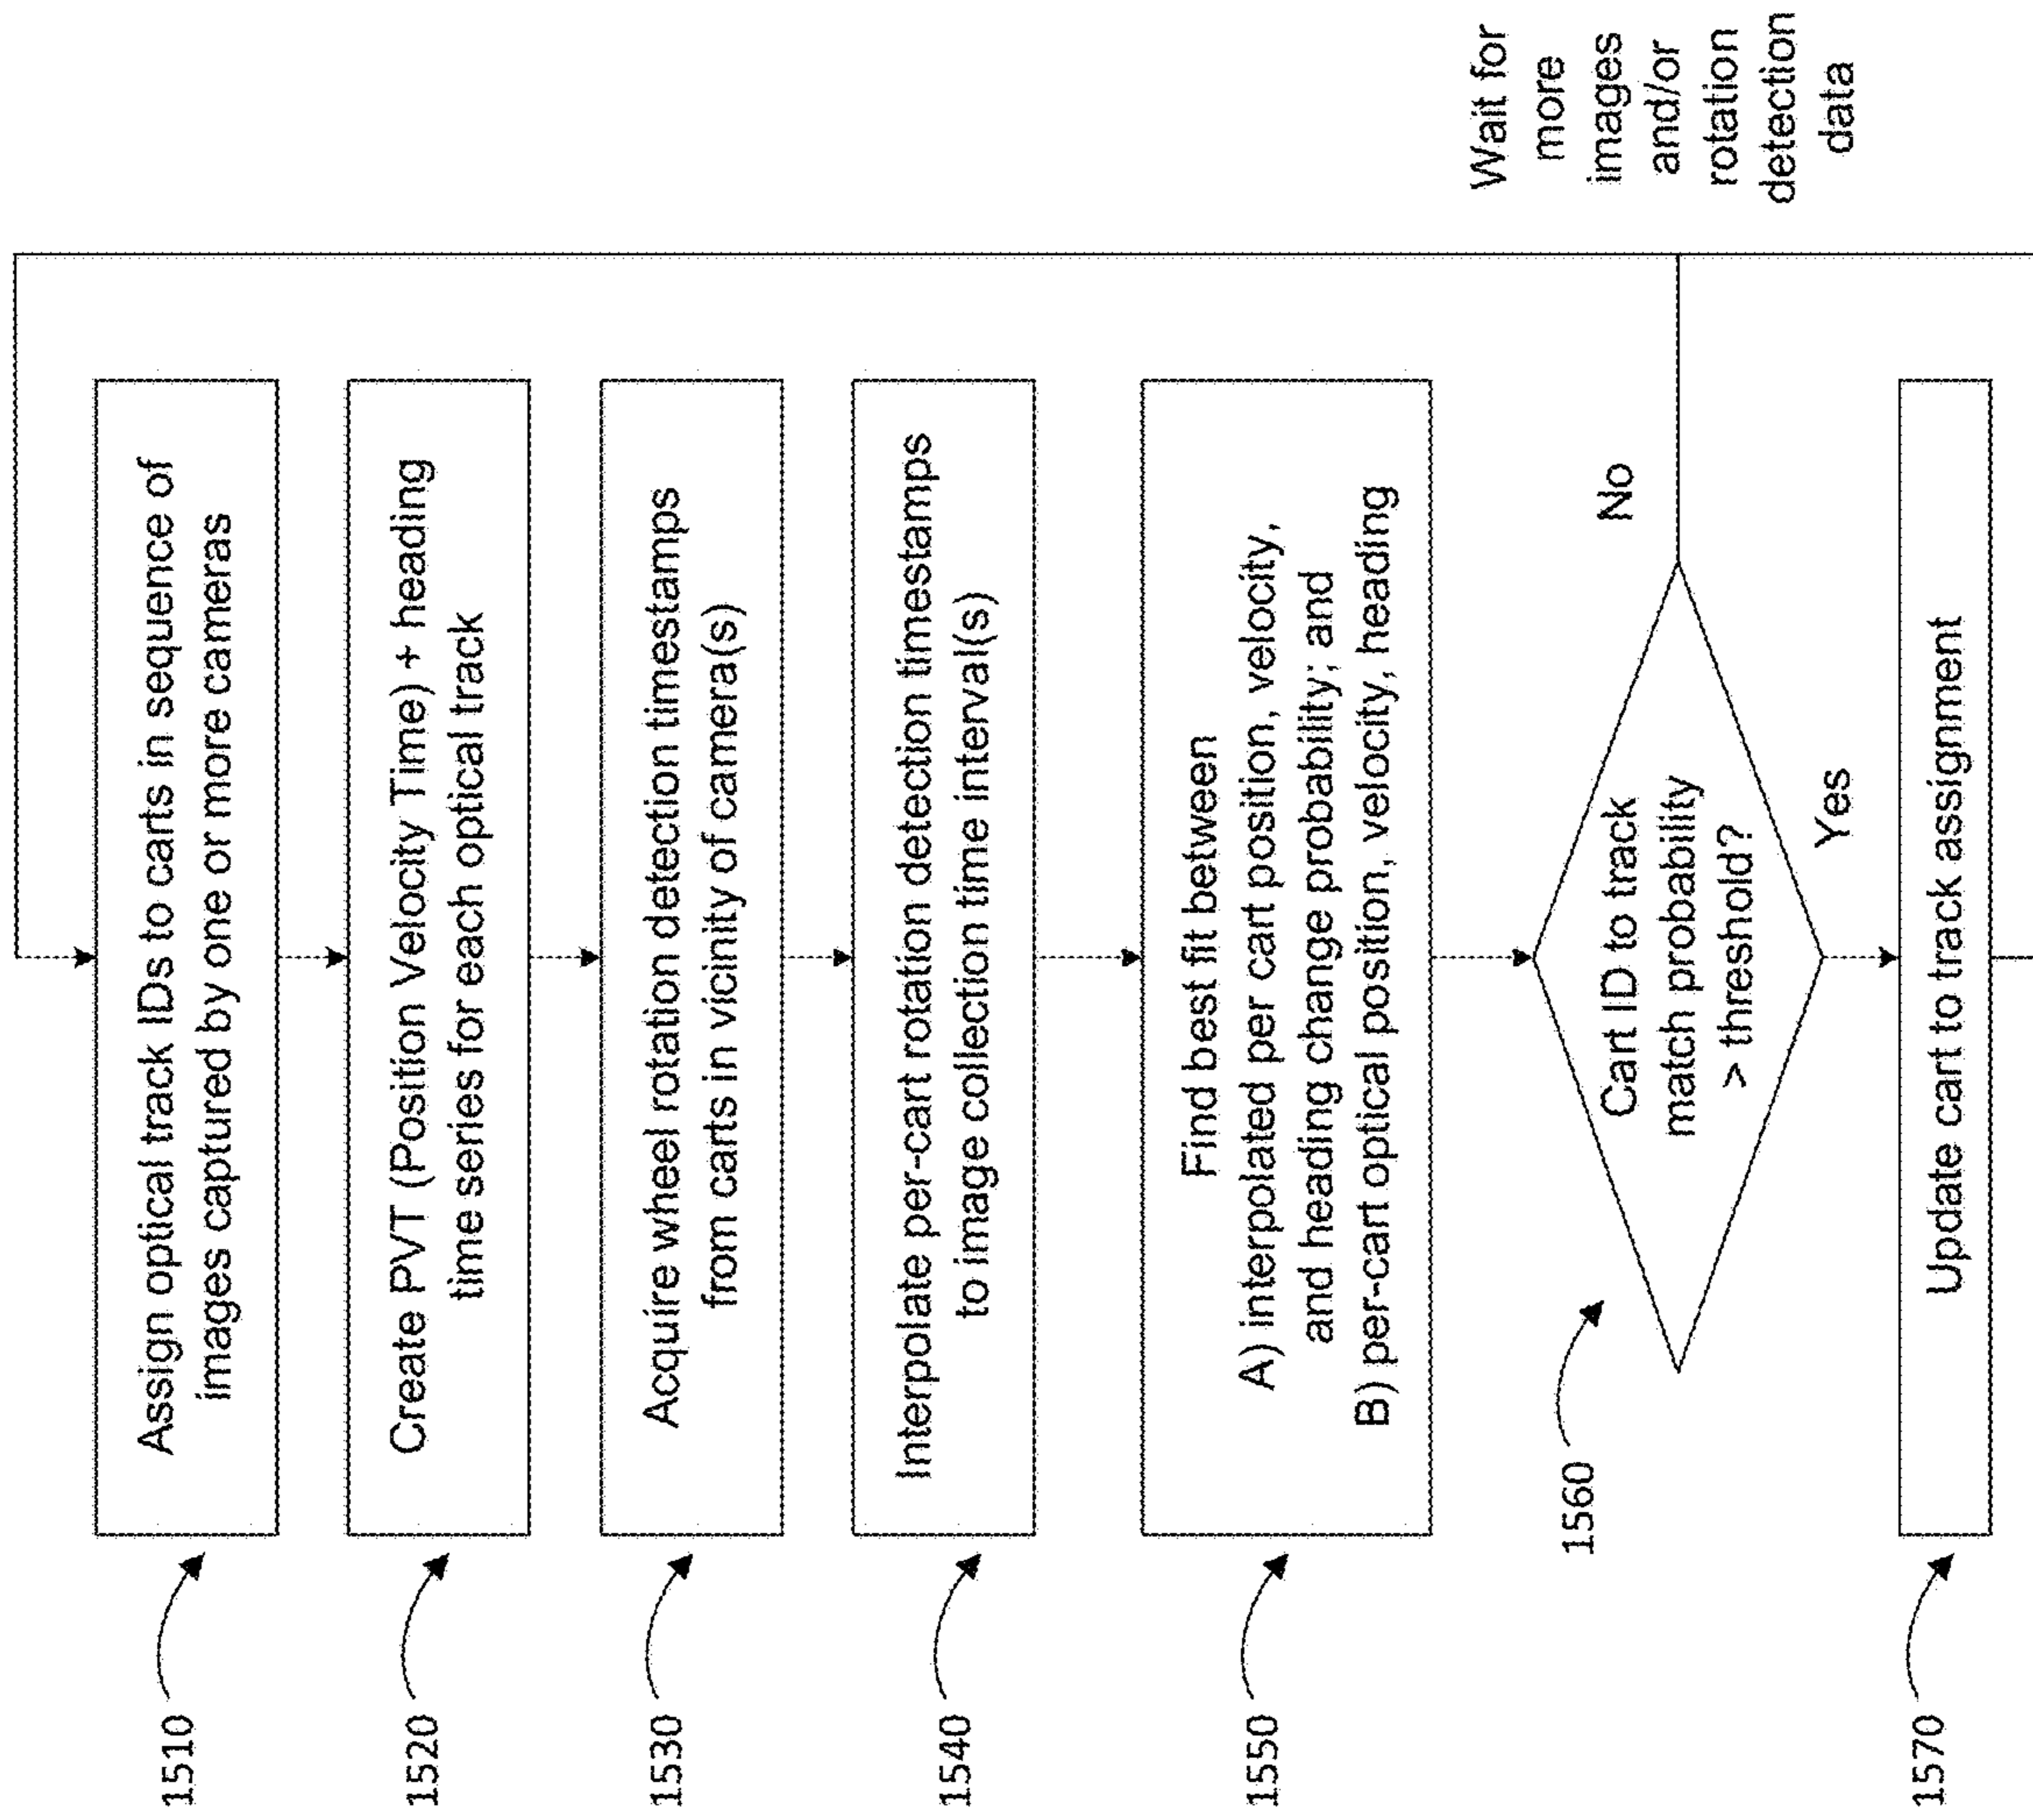 1510
Assign optical track IDs to carts in sequence of
images captured by one or more cameras
1520
Create PVT (Position Velocity Time) + heading
time series for each optical track
1530
Acquire wheel rotation detection timestamps
from carts in vicinity of camera(s)
1540
Interpolate per-cart rotation detection timestamps
to image collection time interval(s)
1550
Find best fit between
A) interpolated per cart position, velocity,
and heading change probability; and
B) per-cart optical position, velocity, heading
1560
Cart ID to track
match probability
> threshold?
No
Wait for
more
images
and/or
rotation
detection
data
Yes
1570
Update cart to track assignment